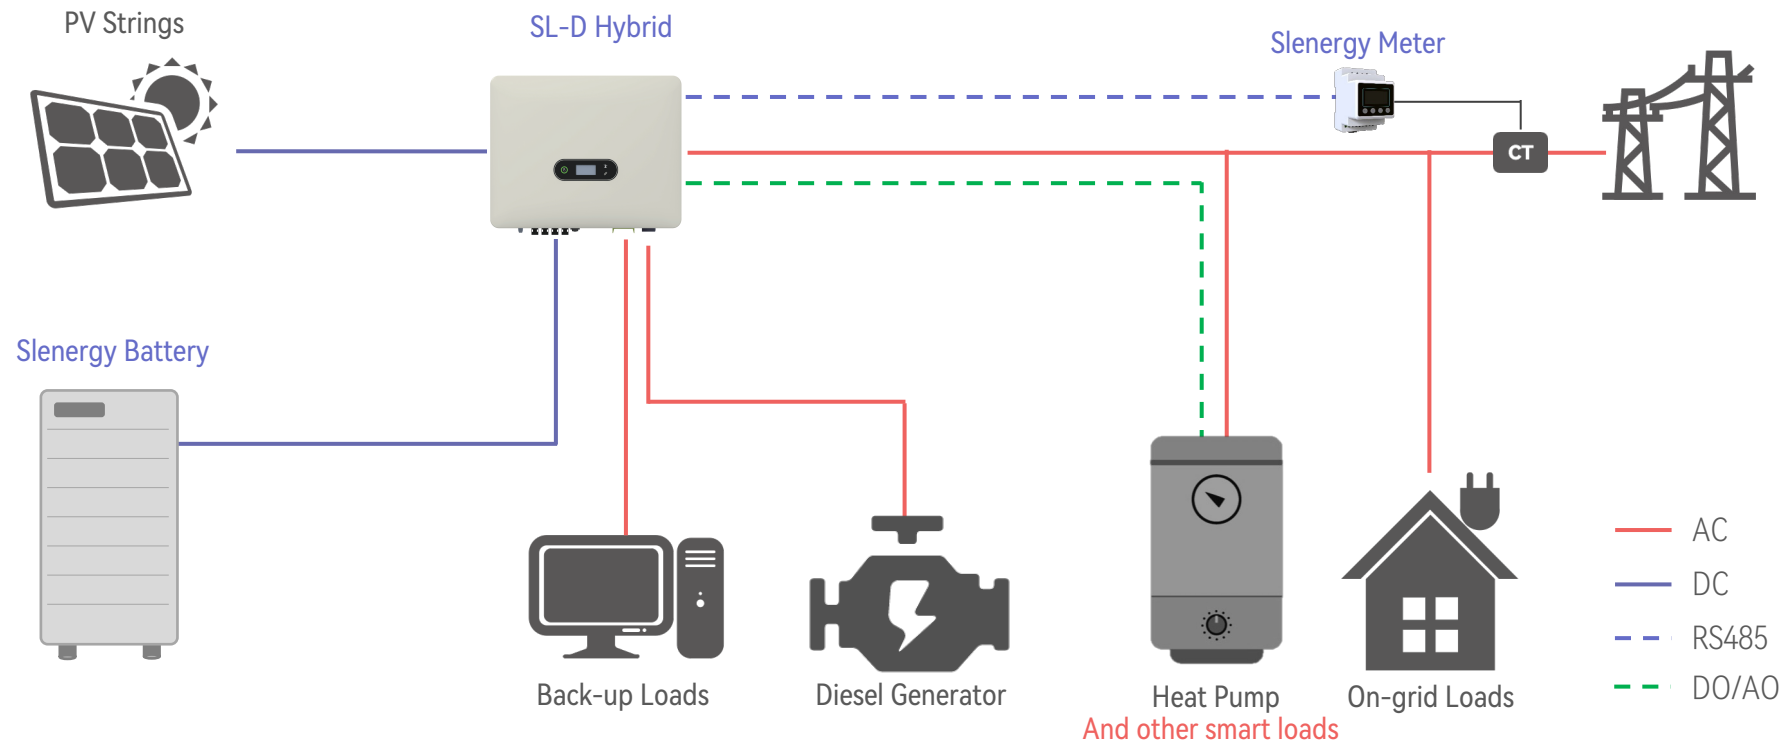 PV Strings
SL-D Hybrid
Slenergy Meter
CT
Slenergy Battery
Back-up Loads
Diesel Generator
Heat Pump
And other smart loads
On-grid Loads
AC
DC
RS485
DO/AO